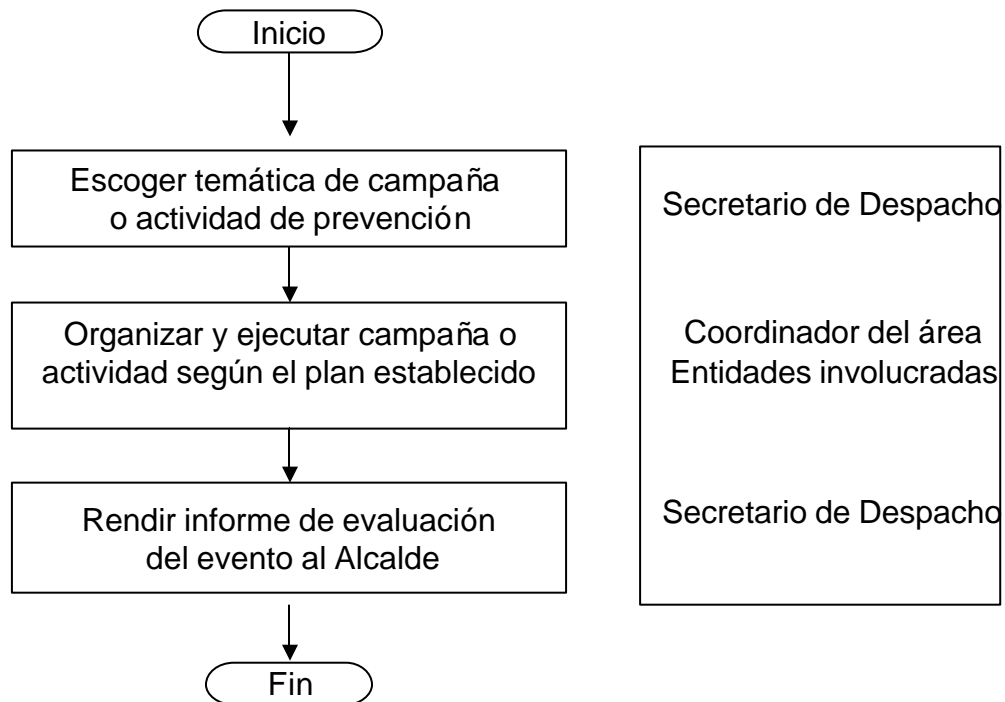 Inicio
Escoger temática de campaña
o actividad de prevención
Secretario de Despacho
Organizar y ejecutar campaña o
actividad según el plan establecido
Coordinador del área
Entidades involucradas
Rendir informe de evaluación
del evento al Alcalde
Secretario de Despacho
Fin